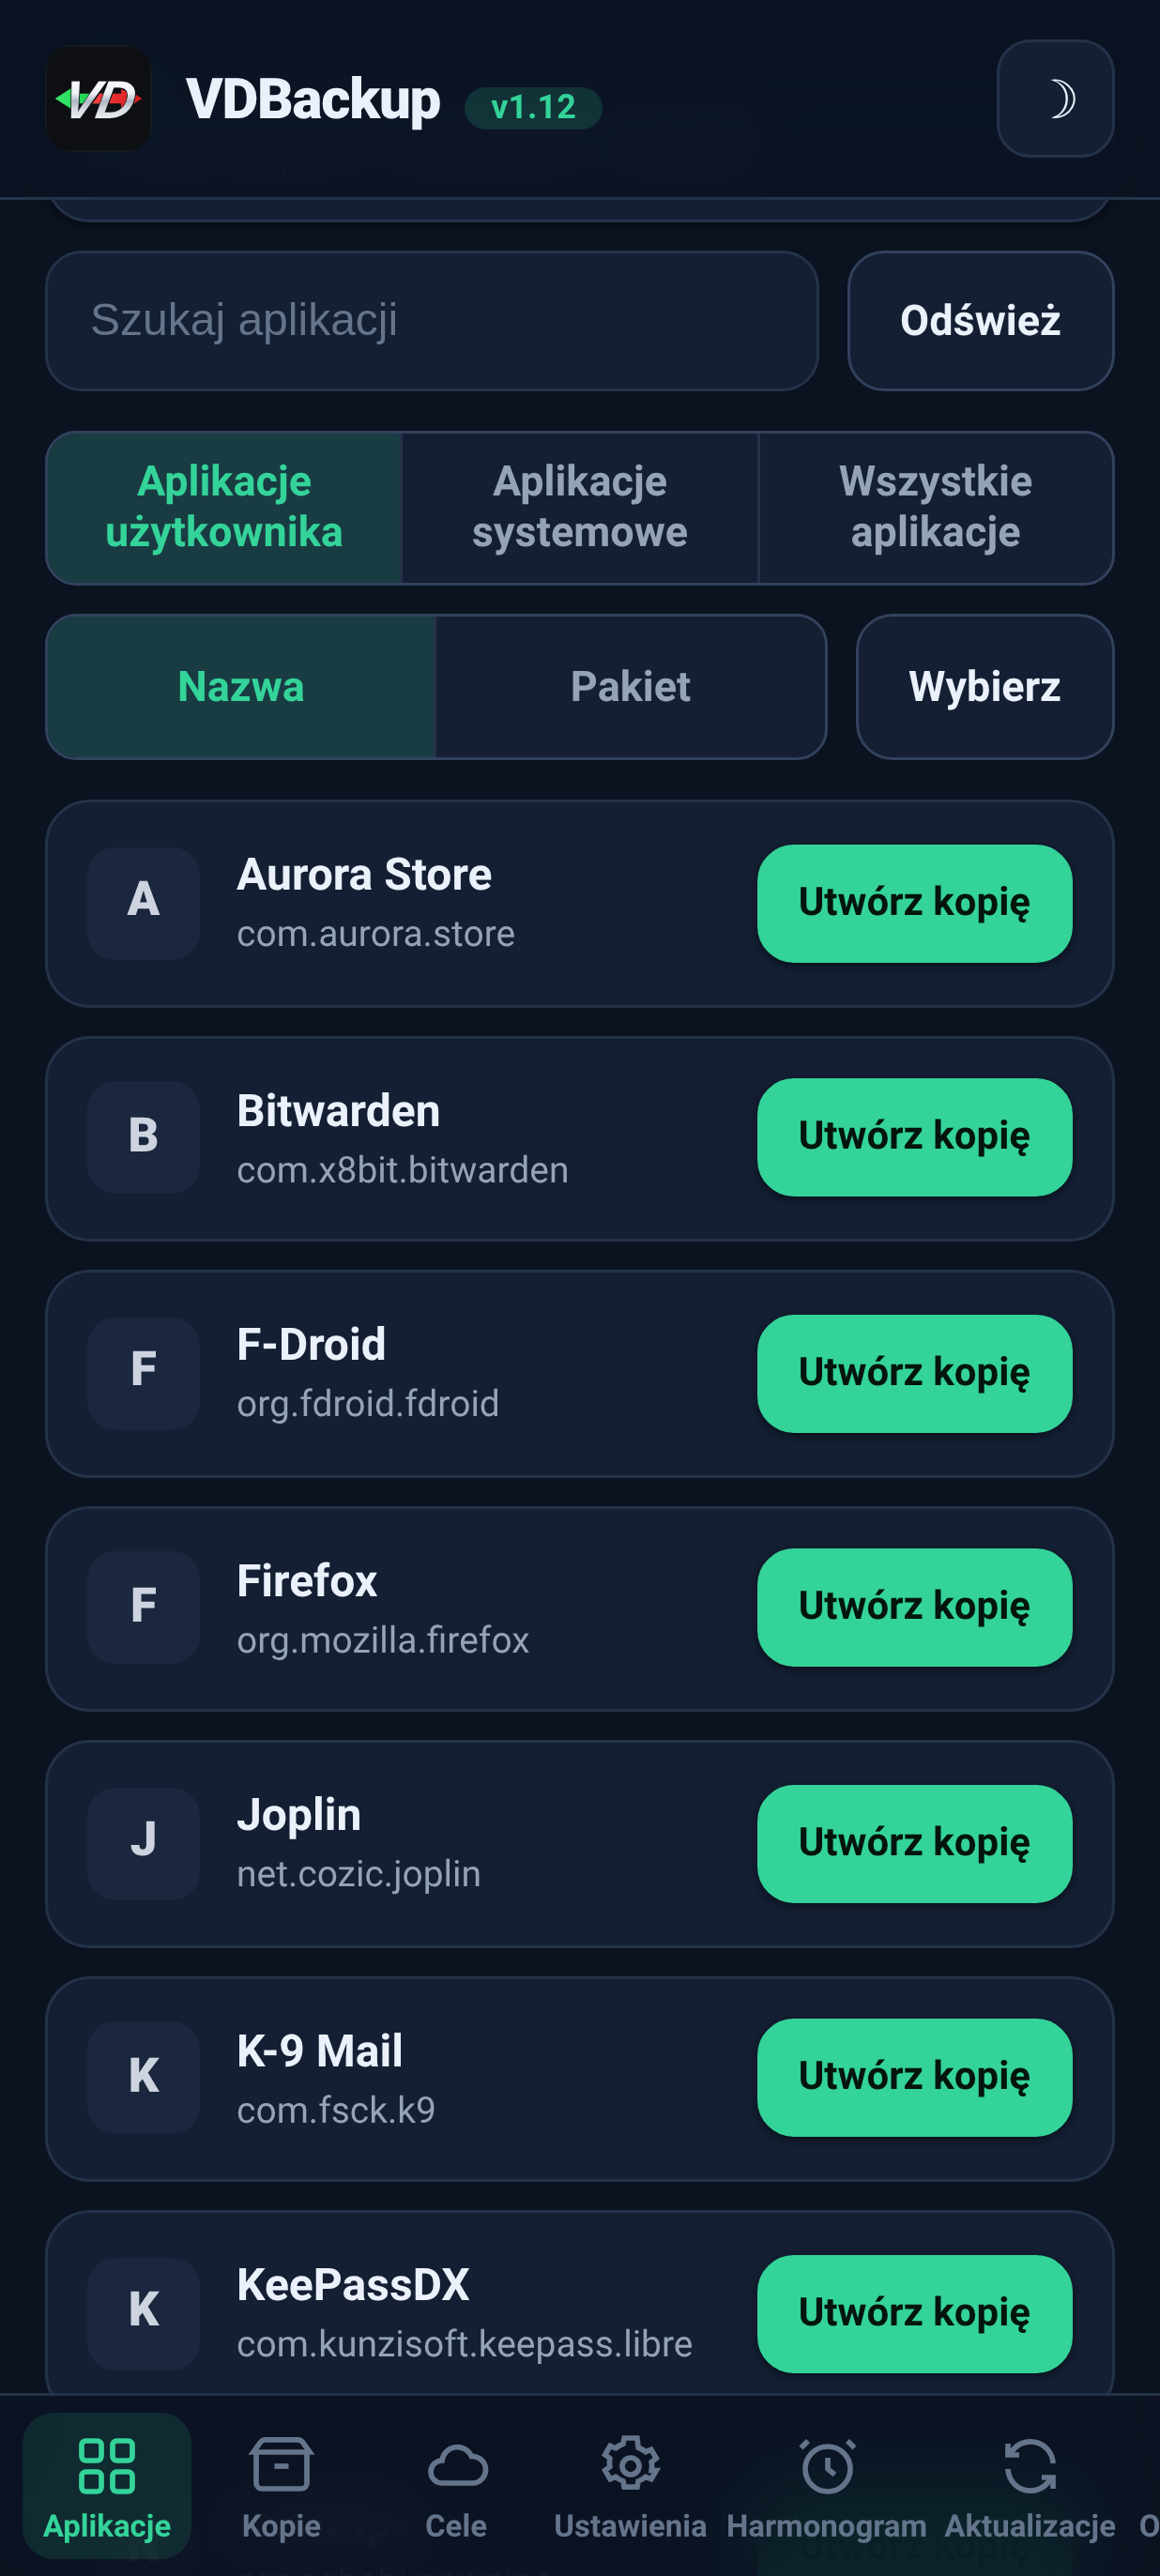 VD
VDBackup v1.12
Szukaj aplikacji
Odśwież
Aplikacje
użytkownika
Aplikacje
systemowe
Wszystkie
aplikacje
Nazwa
Pakiet
Wybierz
A
Aurora Store
com.aurora.store
Utwórz kopię
B
Bitwarden
com.x8bit.bitwarden
Utwórz kopię
F
F-Droid
org.fdroid.fdroid
Utwórz kopię
F
Firefox
org.mozilla.firefox
Utwórz kopię
J
Joplin
net.cozic.joplin
Utwórz kopię
K
K-9 Mail
com.fsck.k9
Utwórz kopię
K
KeePassDX
com.kunzisoft.keepass.libre
Utwórz kopię
Aplikacje
Kopie
Cele
Ustawienia
Harmonogram
Aktualizacje